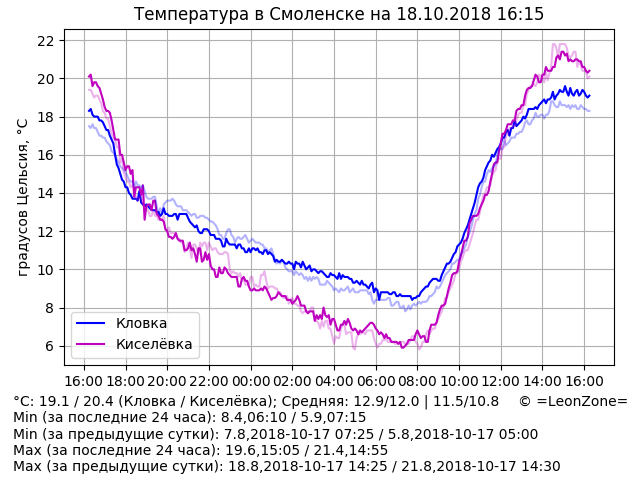 Температура в Смоленске на 18.10.2018 16:15
градусов Цельсия, °C
22
20
18
16
14
12
10
8
6
Кловка
Киселёвка
16:00 18:00 20:00 22:00 00:00 02:00 04:00 06:00 08:00 10:00 12:00 14:00 16:00
°C: 19.1 / 20.4 (Кловка / Киселёвка); Средняя: 12.9/12.0 | 11.5/10.8 © =LeonZone=
Min (за последние 24 часа): 8.4,06:10 / 5.9,07:15
Min (за предыдущие сутки): 7.8,2018-10-17 07:25 / 5.8,2018-10-17 05:00
Max (за последние 24 часа): 19.6,15:05 / 21.4,14:55
Max (за предыдущие сутки): 18.8,2018-10-17 14:25 / 21.8,2018-10-17 14:30